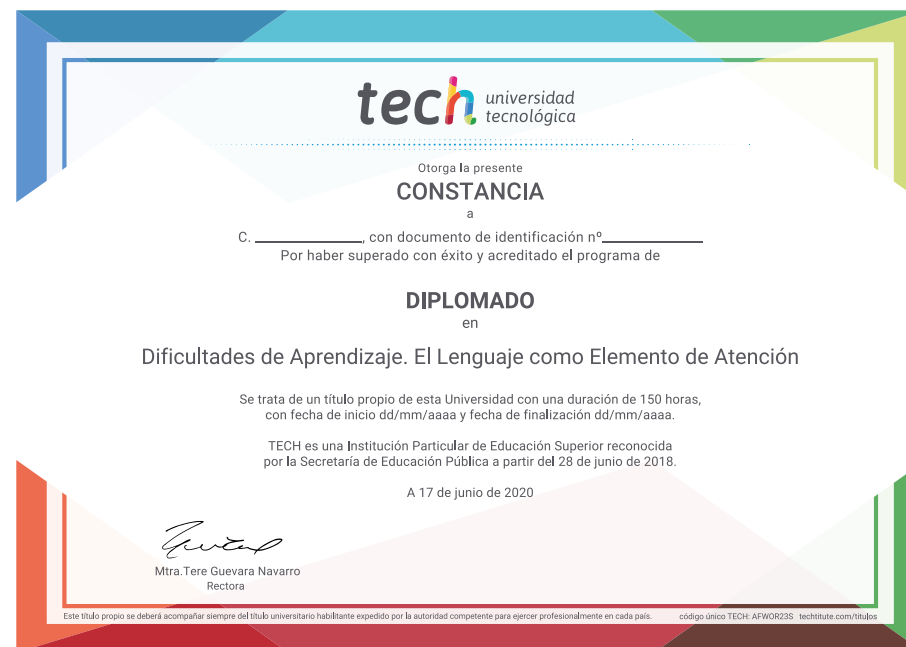 tech universidad
tecnológica
Otorga la presente
CONSTANCIA
a
C. ____________, con documento de identificación nº____________
Por haber superado con éxito y acreditado el programa de
DIPLOMADO
en
Dificultades de Aprendizaje. El Lenguaje como Elemento de Atención
Se trata de un título propio de esta Universidad con una duración de 150 horas,
con fecha de inicio dd/mm/aaaa y fecha de finalización dd/mm/aaaa.
TECH es una Institución Particular de Educación Superior reconocida
por la Secretaría de Educación Pública a partir del 28 de junio de 2018.
A 17 de junio de 2020
Mtra.Tere Guevara Navarro
Rectora
Este título propio se deberá acompañar siempre del título universitario habilitante expedido por la autoridad competente para ejercer profesionalmente en cada país. código único TECH: AFWOR23S techtitute.com/titulos